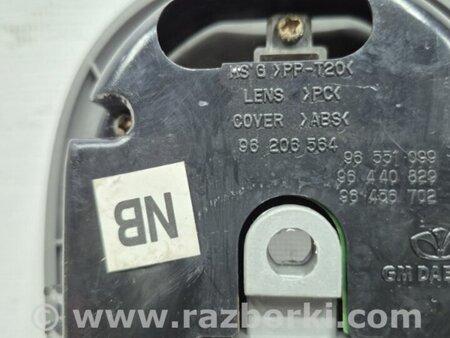 HS'G >PP-T20<
LENS >PC<
COVER >ABS<
96 206 564
96 551 099
96 440 829
96 456 702
NB
GM DAE
www.razborki.com